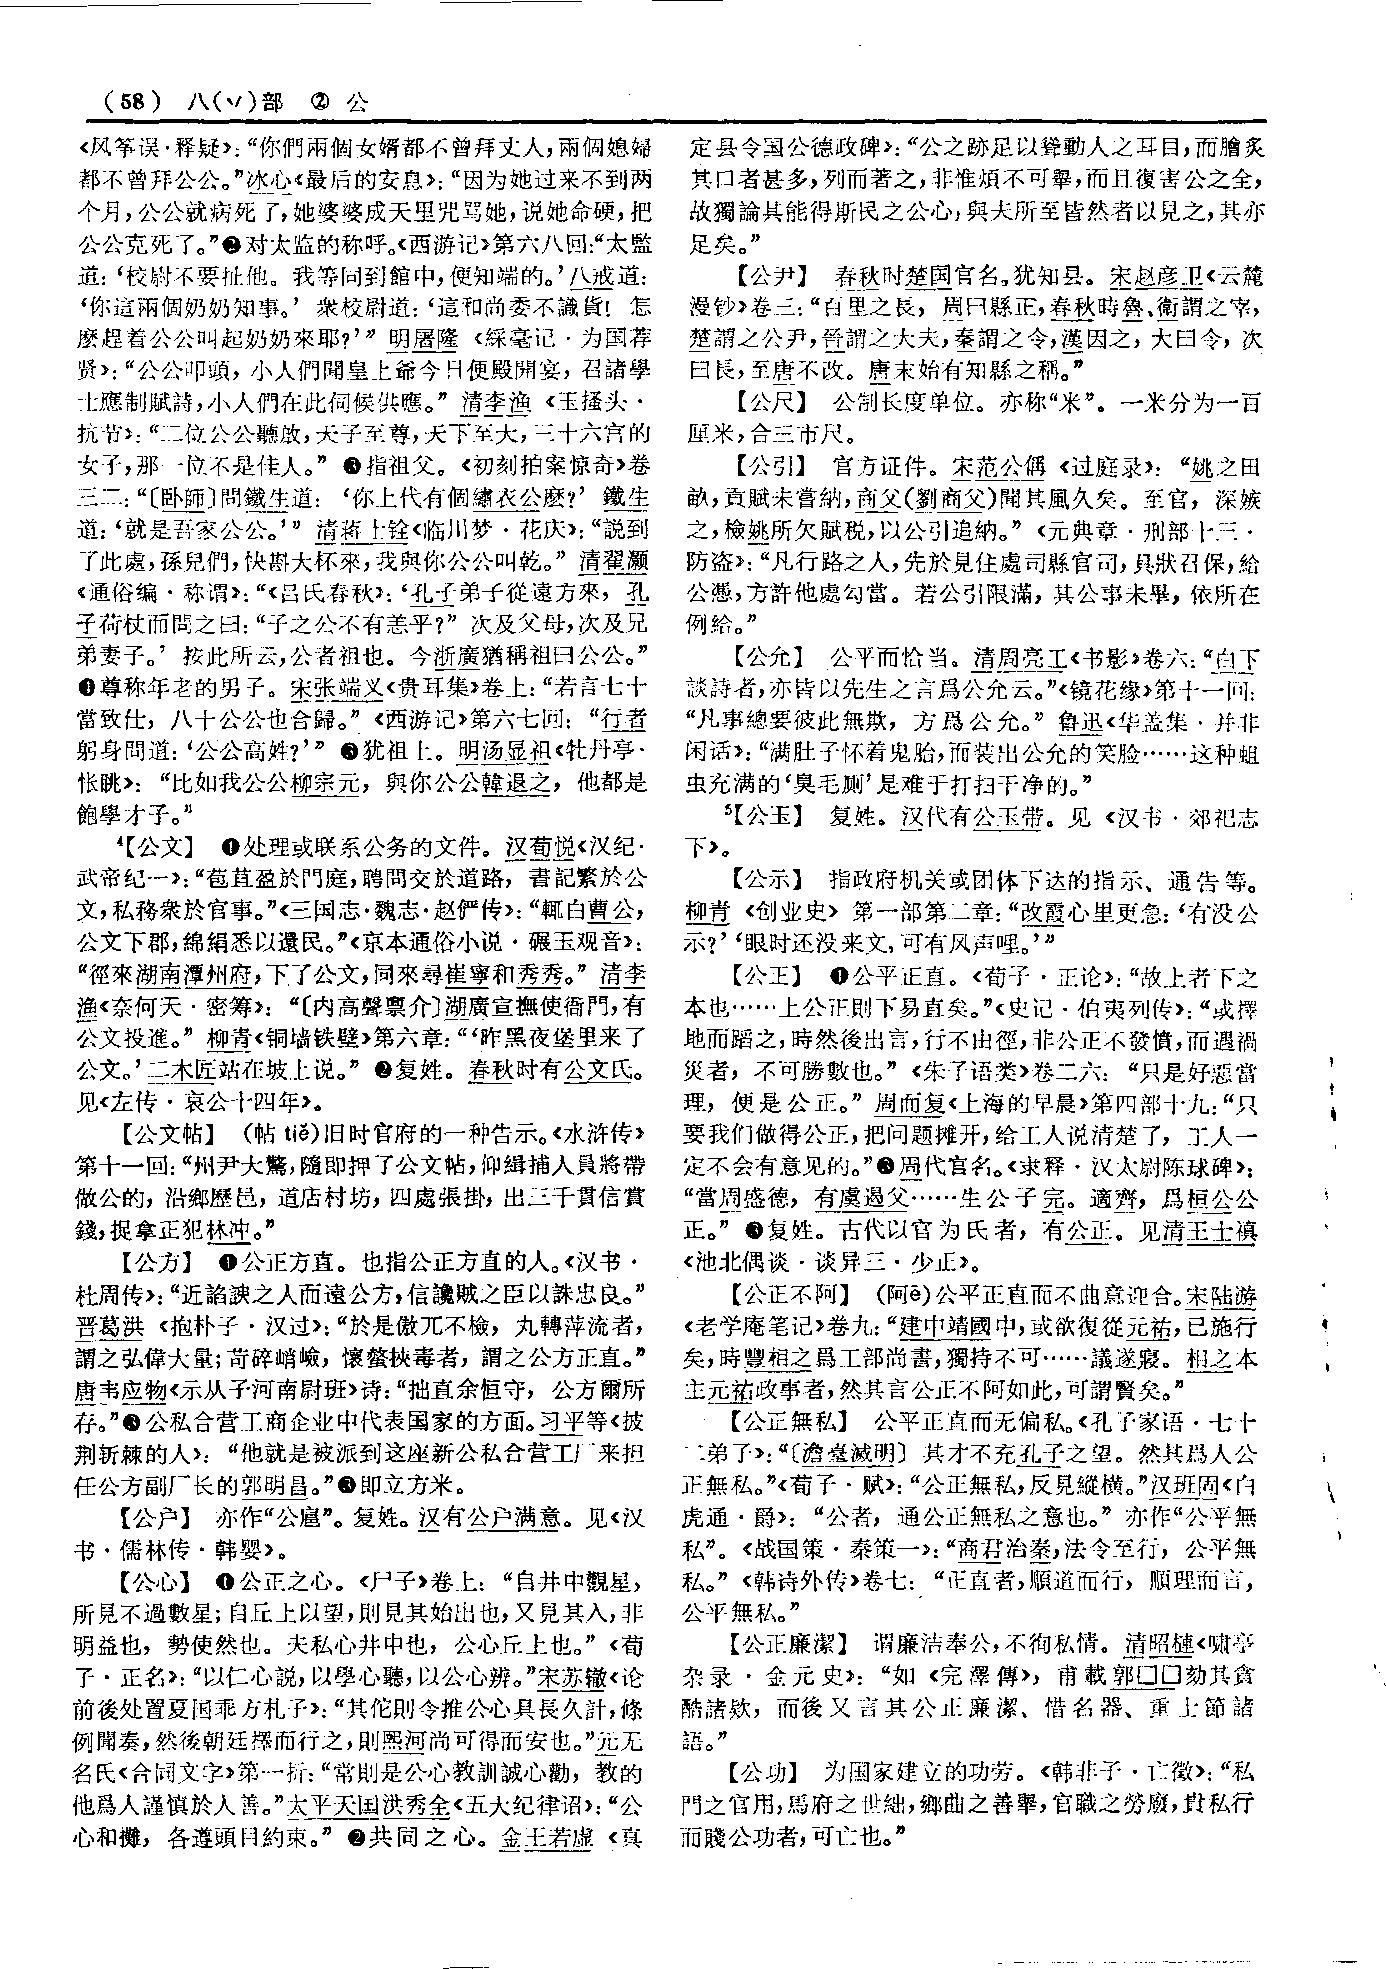 (58) 八(丷)部 ② 公
《风筝误·释疑》:“你們兩個女婿都不曾拜丈人,兩個媳婦
都不曾拜公公。”冰心《最后的安息》:“因为她过来不到两
个月,公公就病死了,她婆婆成天里咒骂她,说她命硬,把
公公克死了。”❷对太监的称呼。《西游记》第六八回:“太監
道:‘校尉不要扯他。我等同到館中,便知端的。’八戒道:
‘你這兩個奶奶知事。’ 衆校尉道:‘這和尚委不識貨! 怎
麽趕着公公叫起奶奶來耶?’” 明屠隆《綵毫记·为国荐
贤》:“公公叩頭,小人們聞皇上爺今日便殿開宴,召諸學
士應制賦詩,小人們在此伺候供應。” 清李渔《玉搔头·
抗节》:“二位公公聽啟,天子至尊,天下至大,三十六宫的
女子,那一位不是佳人。” ❸指祖父。《初刻拍案惊奇》卷
三二:“〔卧師〕問鐵生道: ‘你上代有個繡衣公麽?’ 鐵生
道:‘就是吾家公公。’” 清蒋士铨《临川梦·花庆》:“説到
了此處,孫兒們,快斟大杯來,我與你公公叫乾。” 清翟灏
《通俗编·称谓》:“《吕氏春秋》:‘孔子弟子從遠方來,孔
子荷杖而問之曰:“子之公不有恙乎?” 次及父母,次及兄
弟妻子。’ 按此所云,公者祖也。今浙廣猶稱祖曰公公。”
❹尊称年老的男子。宋张端义《贵耳集》卷上:“若言七十
當致仕,八十公公也合歸。”《西游记》第六七回:“行者
躬身問道:‘公公高姓?’” ❺犹祖上。明汤显祖《牡丹亭·
怅眺》:“比如我公公柳宗元,與你公公韓退之,他都是
飽學才子。”
⁴【公文】 ❶处理或联系公务的文件。汉荀悦《汉纪·
武帝纪一》:“苞苴盈於門庭,聘問交於道路,書記繁於公
文,私務衆於官事。”《三国志·魏志·赵俨传》:“輒白曹公,
公文下郡,綿絹悉以還民。”《京本通俗小说·碾玉观音》:
“徑來湖南潭州府,下了公文,同來尋崔寧和秀秀。” 清李
渔《奈何天·密筹》:“〔内高聲禀介〕湖廣宣撫使衙門,有
公文投進。” 柳青《铜墙铁壁》第六章:“‘昨黑夜堡里来了
公文。’二木匠站在坡上说。” ❷复姓。春秋时有公文氏。
见《左传·哀公十四年》。
【公文帖】 (帖 tiě)旧时官府的一种告示。《水浒传》
第十一回:“州尹大驚,隨即押了公文帖,仰緝捕人員將帶
做公的,沿鄉歷邑,道店村坊,四處張掛,出三千貫信賞
錢,捉拿正犯林冲。”
【公方】 ❶公正方直。也指公正方直的人。《汉书·
杜周传》:“近諂諛之人而遠公方,信讒賊之臣以誅忠良。”
晋葛洪《抱朴子·汉过》:“於是傲兀不檢,丸轉萍流者,
謂之弘偉大量;苛碎峭嶮,懷螫挾毒者,謂之公方正直。”
唐韦应物《示从子河南尉班》诗:“拙直余恒守,公方爾所
存。”❷公私合营工商企业中代表国家的方面。习平等《披
荆斩棘的人》:“他就是被派到这座新公私合营工厂来担
任公方副厂长的郭明昌。”❸即立方米。
【公户】 亦作“公扈”。复姓。汉有公户满意。见《汉
书·儒林传·韩婴》。
【公心】 ❶公正之心。《尸子》卷上:“自井中觀星,
所見不過數星;自丘上以望,則見其始出也,又見其入,非
明益也,勢使然也。夫私心井中也,公心丘上也。”《荀
子·正名》:“以仁心説,以學心聽,以公心辨。”宋苏辙《论
前後处置夏国乖方札子》:“其佗則令推公心具長久計,條
例聞奏,然後朝廷擇而行之,則熙河尚可得而安也。”元无
名氏《合同文字》第一折:“常則是公心教訓誠心勸,教的
他爲人謹慎於人善。”太平天国洪秀全《五大纪律诏》:“公
心和儺,各遵頭目約束。” ❷共同之心。金王若虚《真
定县令国公德政碑》:“公之跡足以聳動人之耳目,而膾炙
其口者甚多,列而著之,非惟煩不可舉,而且復害公之全,
故獨論其能得斯民之公心,與夫所至皆然者以見之,其亦
足矣。”
【公尹】 春秋时楚国官名。犹知县。宋赵彦卫《云麓
漫钞》卷三:“百里之長,周曰縣正,春秋時魯、衛謂之宰,
楚謂之公尹,晉謂之大夫,秦謂之令,漢因之,大曰令,次
曰長,至唐不改。唐末始有知縣之稱。”
【公尺】 公制长度单位。亦称“米”。一米分为一百
厘米,合三市尺。
【公引】 官方证件。宋范公偁《过庭录》:“姚之田
畝,貢賦未嘗納,商父(劉商父)聞其風久矣。至官,深嫉
之,檢姚所欠賦税,以公引追納。”《元典章·刑部十三·
防盗》:“凡行路之人,先於見住處司縣官司,具狀召保,給
公憑,方許他處勾當。若公引限滿,其公事未畢,依所在
例給。”
【公允】 公平而恰当。清周亮工《书影》卷六:“白下
談詩者,亦皆以先生之言爲公允云。”《镜花缘》第十一回:
“凡事總要彼此無欺,方爲公允。” 鲁迅《华盖集·并非
闲话》:“满肚子怀着鬼胎,而装出公允的笑脸……这种蛆
虫充满的‘臭毛厕’是难于打扫干净的。”
⁵【公玉】 复姓。汉代有公玉带。见《汉书·郊祀志
下》。
【公示】 指政府机关或团体下达的指示、通告等。
柳青《创业史》第一部第二章:“改霞心里更急:‘有没公
示?’‘眼时还没来文,可有风声哩。’”
【公正】 ❶公平正直。《荀子·正论》:“故上者下之
本也……上公正則下易直矣。”《史记·伯夷列传》:“或擇
地而蹈之,時然後出言,行不由徑,非公正不發憤,而遇禍
災者,不可勝數也。”《朱子语类》卷二六:“只是好惡當
理,便是公正。” 周而复《上海的早晨》第四部十九:“只
要我们做得公正,把问题摊开,给工人说清楚了,工人一
定不会有意见的。”❷周代官名。《隶释·汉太尉陈球碑》:
“當周盛德,有虞遏父……生公子完。適齊,爲桓公公
正。” ❸复姓。古代以官为氏者,有公正。见清王士禛
《池北偶谈·谈异三·少正》。
【公正不阿】 (阿ē)公平正直而不曲意迎合。宋陆游
《老学庵笔记》卷九:“建中靖國中,或欲復從元祐,已施行
矣,時豐相之爲工部尚書,獨持不可……議遂寢。相之本
主元祐政事者,然其言公正不阿如此,可謂賢矣。”
【公正無私】 公平正直而无偏私。《孔子家语·七十
二弟子》:“〔澹臺滅明〕其才不充孔子之望。然其爲人公
正無私。”《荀子·赋》:“公正無私,反見縱横。”汉班固《白
虎通·爵》:“公者,通公正無私之意也。” 亦作“公平無
私”。《战国策·秦策一》:“商君治秦,法令至行,公平無
私。”《韩诗外传》卷七:“正直者,順道而行,順理而言,
公平無私。”
【公正廉潔】 谓廉洁奉公,不徇私情。清昭槤《啸亭
杂录·金元史》:“如《完澤傳》,甫載郭囗囗劾其貪
酷諸欵,而後又言其公正廉潔、惜名器、重士節諸
語。”
【公功】 为国家建立的功劳。《韩非子·亡徵》:“私
門之官用,馬府之世絀,鄉曲之善舉,官職之勞廢,貴私行
而賤公功者,可亡也。”